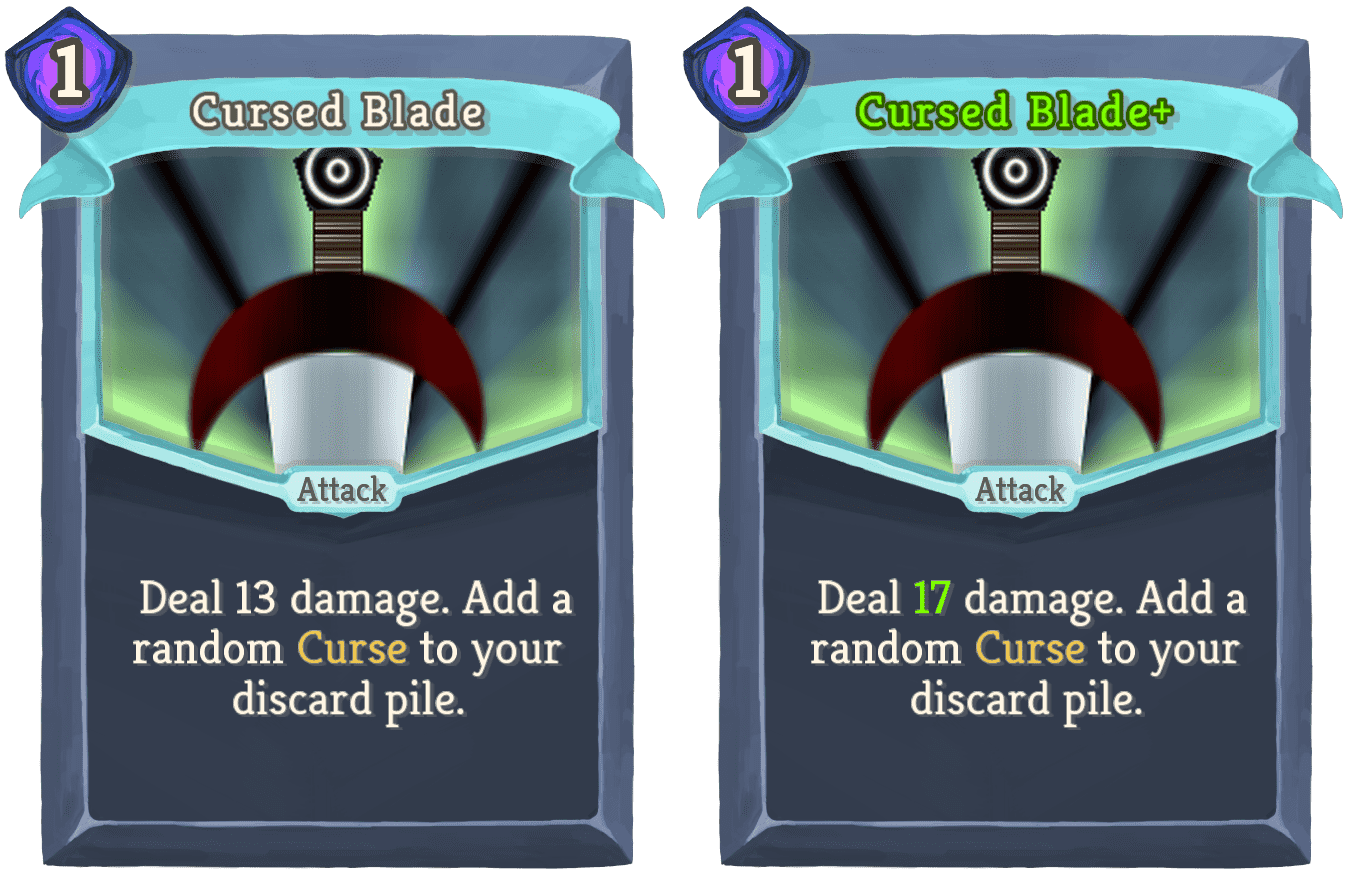 1
Cursed Blade
Attack
Deal 13 damage. Add a
random Curse to your
discard pile.
1
Cursed Blade+
Attack
Deal 17 damage. Add a
random Curse to your
discard pile.